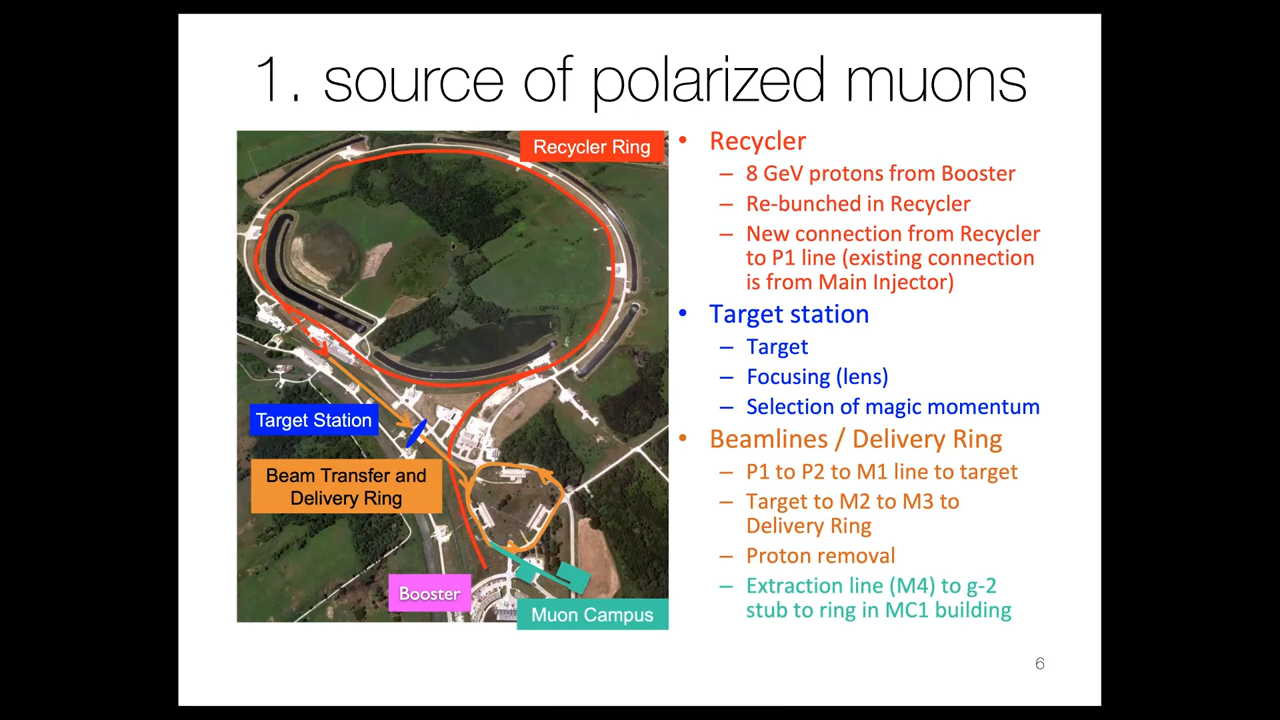 1. source of polarized muons
Recycler Ring
Target Station
Beam Transfer and
Delivery Ring
Booster
Muon Campus
• Recycler
– 8 GeV protons from Booster
– Re-bunched in Recycler
– New connection from Recycler
to P1 line (existing connection
is from Main Injector)
• Target station
– Target
– Focusing (lens)
– Selection of magic momentum
• Beamlines / Delivery Ring
– P1 to P2 to M1 line to target
– Target to M2 to M3 to
Delivery Ring
– Proton removal
– Extraction line (M4) to g-2
stub to ring in MC1 building
6